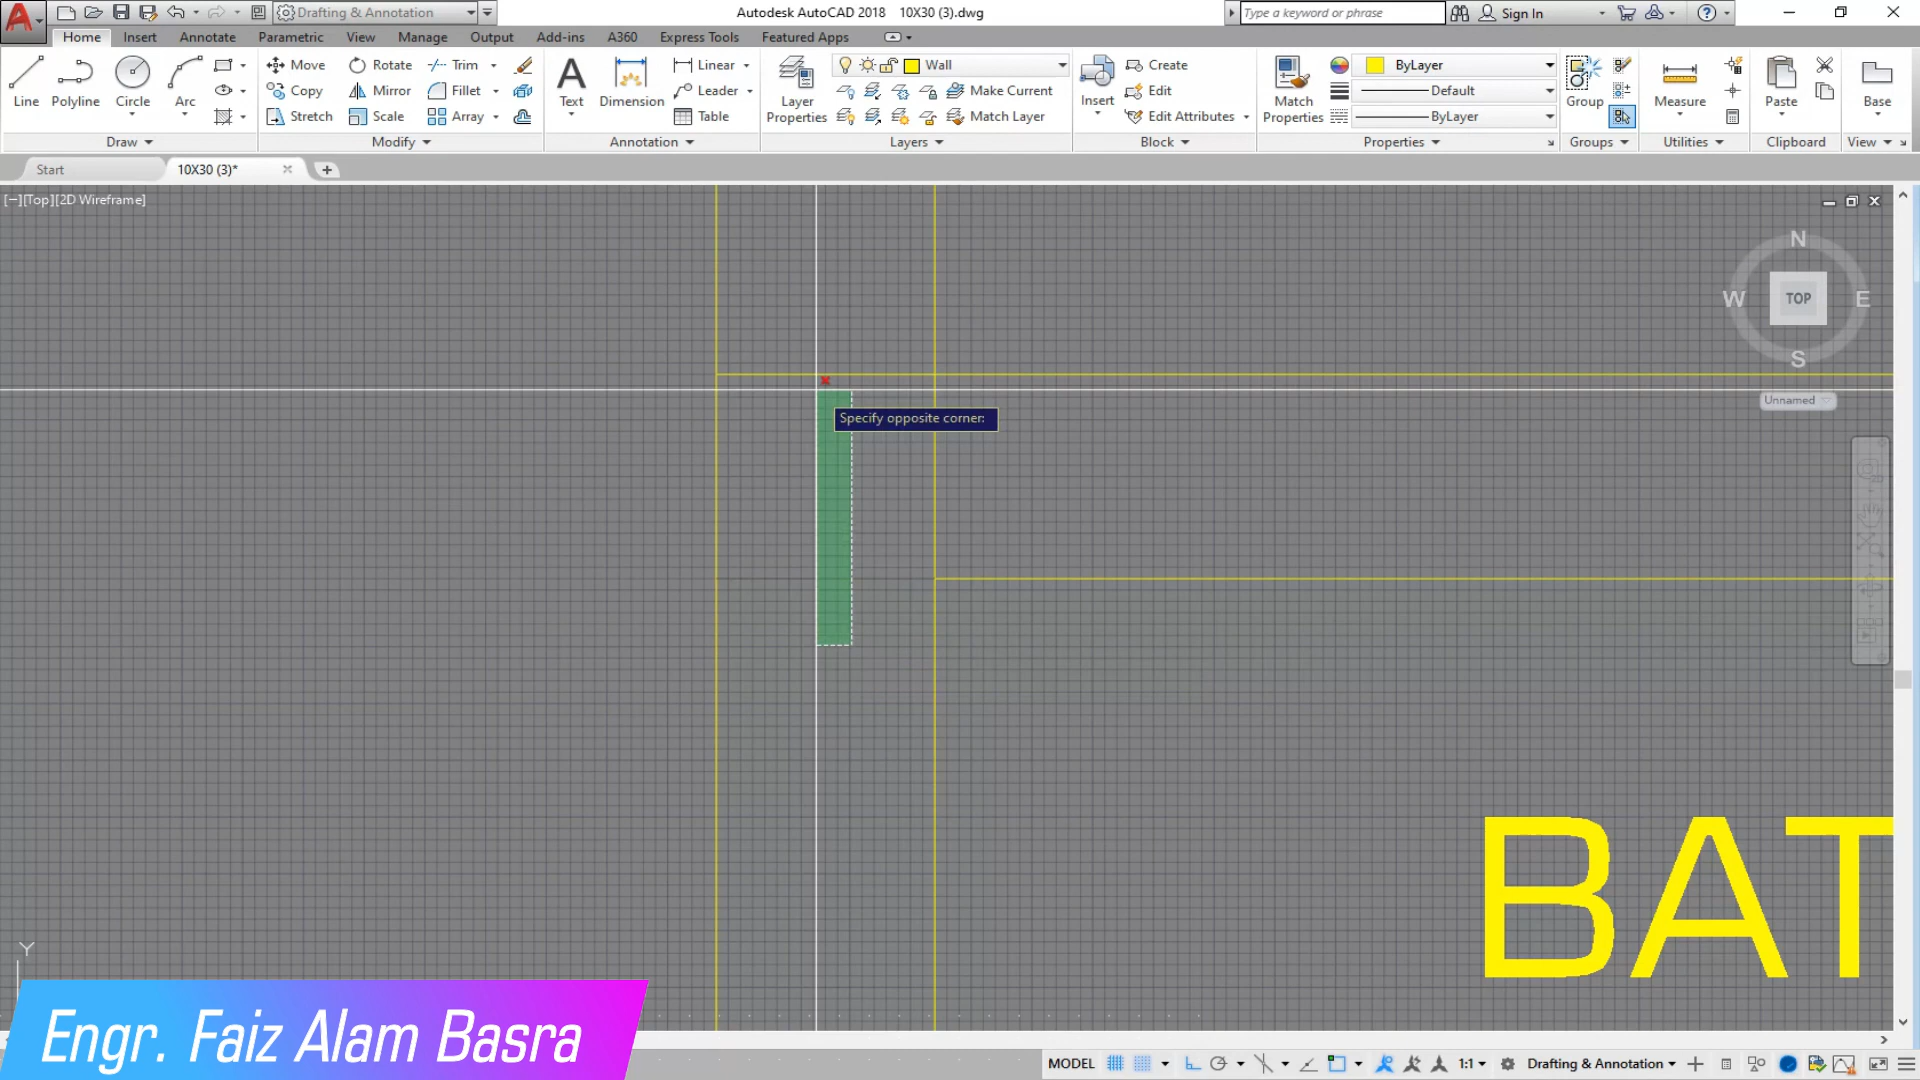 Drafting & Annotation
Autodesk AutoCAD 2018 10X30 (3).dwg
Type a keyword or phrase
Sign In
Home Insert Annotate Parametric View Manage Output Add-ins A360 Express Tools Featured Apps
Move Rotate Trim Linear Wall Create ByLayer
Copy Mirror Fillet Leader Make Current Edit Default
Line Polyline Circle Arc Text Dimension Layer Properties Insert Match Properties Group Measure Paste Base
Stretch Scale Array Table Match Layer Edit Attributes ByLayer
Draw Modify Annotation Layers Block Properties Groups Utilities Clipboard View
Start 10X30 (3)*
[−][Top][2D Wireframe]
N
W TOP E
S
Unnamed
Specify opposite corner:
BAT
Y
Engr. Faiz Alam Basra
MODEL 1:1 Drafting & Annotation